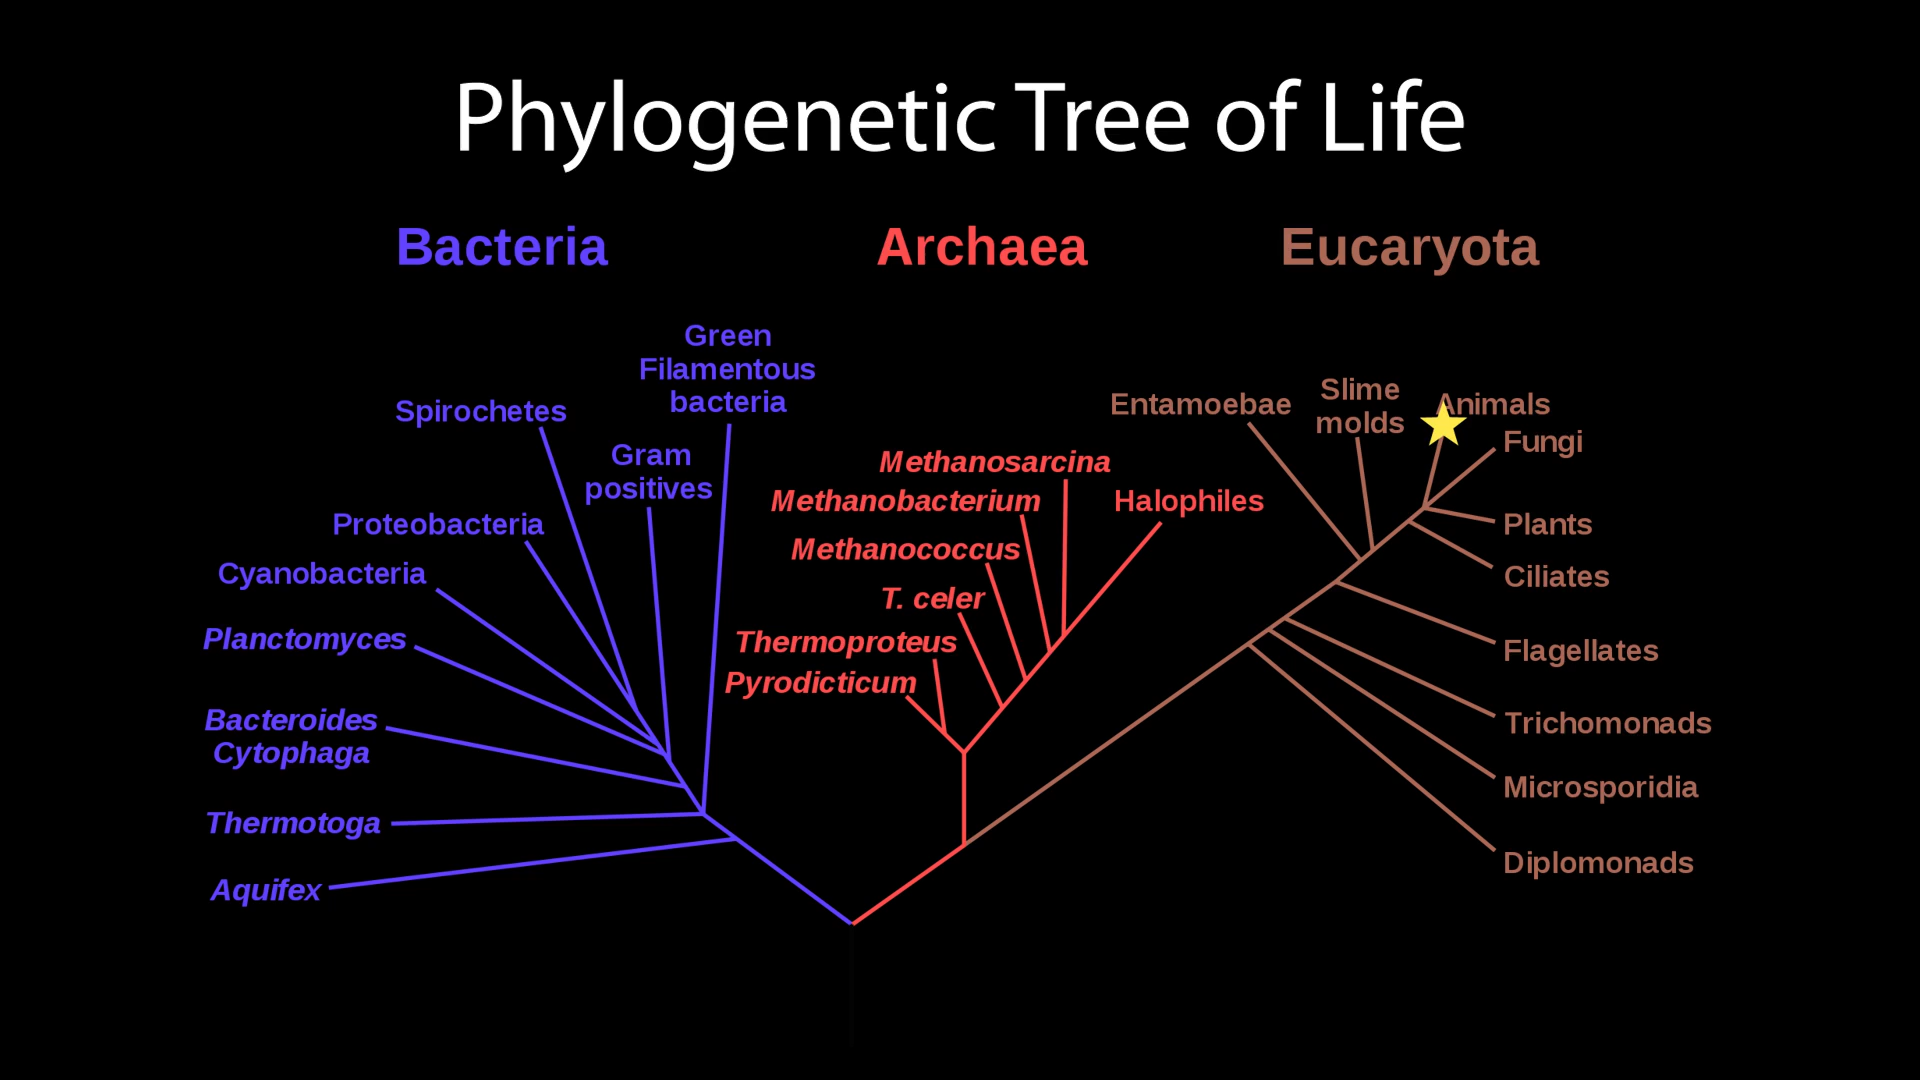 Phylogenetic Tree of Life
Bacteria
Archaea
Eucaryota
Green
Filamentous
bacteria
Spirochetes
Gram
positives
Proteobacteria
Cyanobacteria
Planctomyces
Bacteroides
Cytophaga
Thermotoga
Aquifex
Methanosarcina
Methanobacterium
Halophiles
Methanococcus
T. celer
Thermoproteus
Pyrodicticum
Entamoebae
Slime
molds
Animals
Fungi
Plants
Ciliates
Flagellates
Trichomonads
Microsporidia
Diplomonads